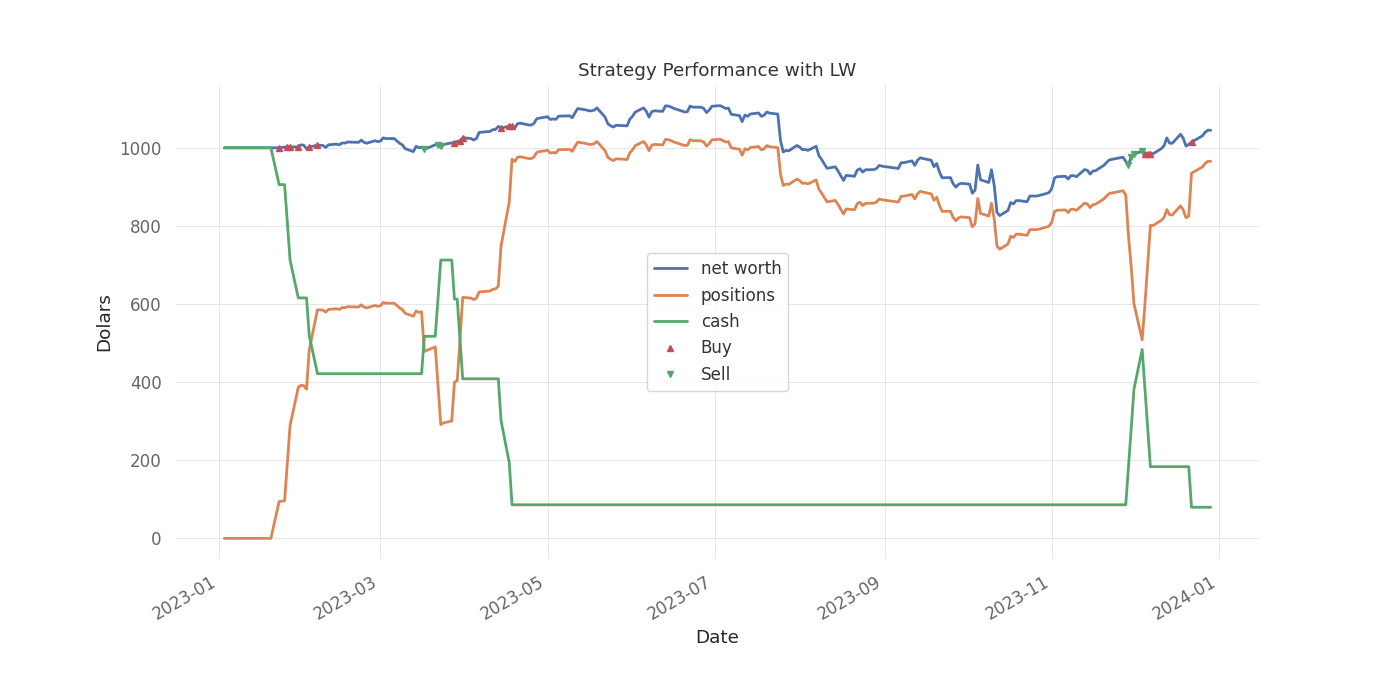 Strategy Performance with LW
1000
800
600
400
200
0
Dolars
net worth
positions
cash
Buy
Sell
2023-01
2023-03
2023-05
2023-07
2023-09
2023-11
2024-01
Date